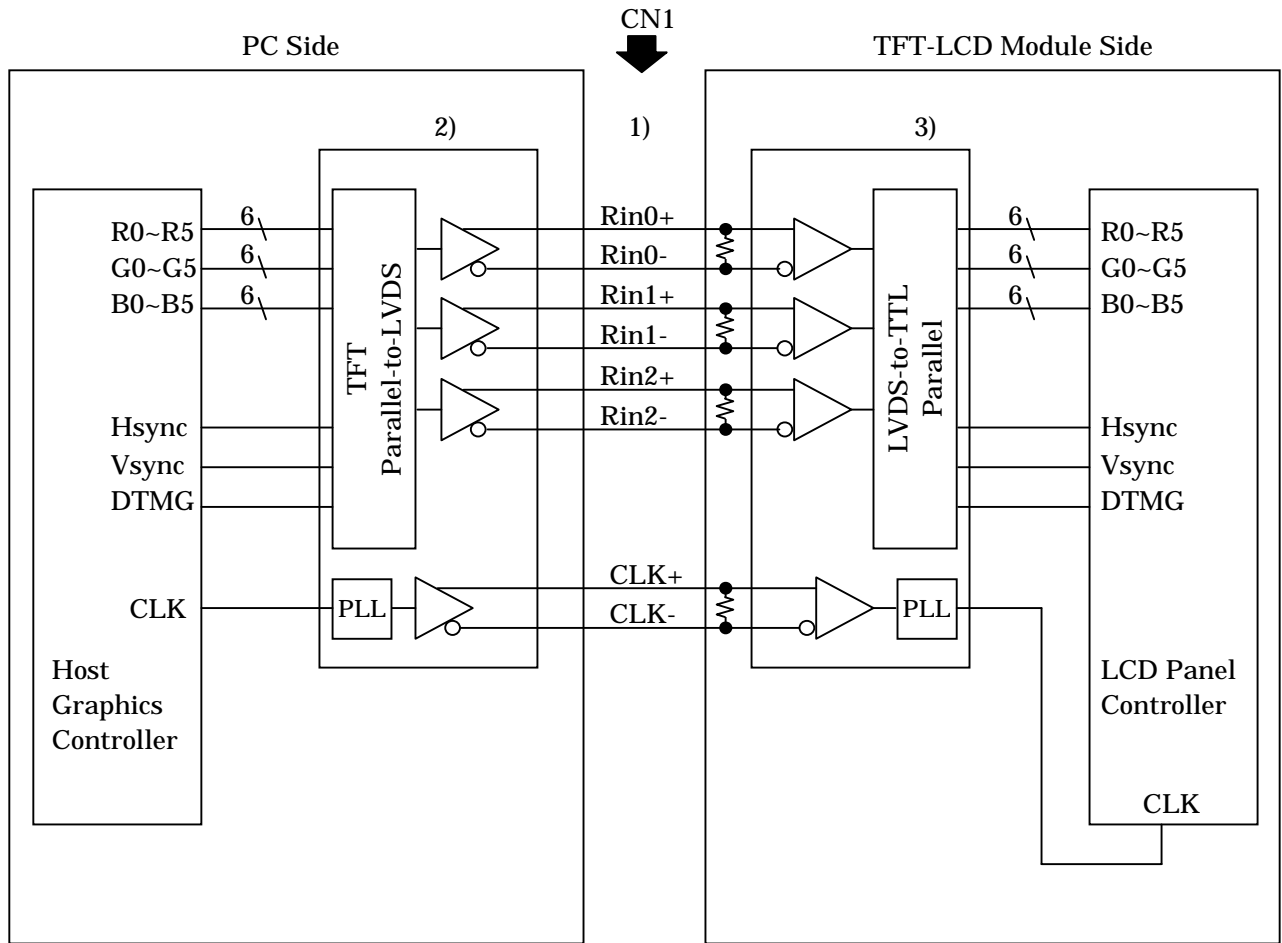 CN1
PC Side
TFT-LCD Module Side
2)
1)
3)
R0~R5
6
G0~G5
6
B0~B5
6
Hsync
Vsync
DTMG
CLK
Host
Graphics
Controller
TFT
Parallel-to-LVDS
PLL
Rin0+
Rin0-
Rin1+
Rin1-
Rin2+
Rin2-
CLK+
CLK-
LVDS-to-TTL
Parallel
PLL
6
R0~R5
6
G0~G5
6
B0~B5
Hsync
Vsync
DTMG
LCD Panel
Controller
CLK